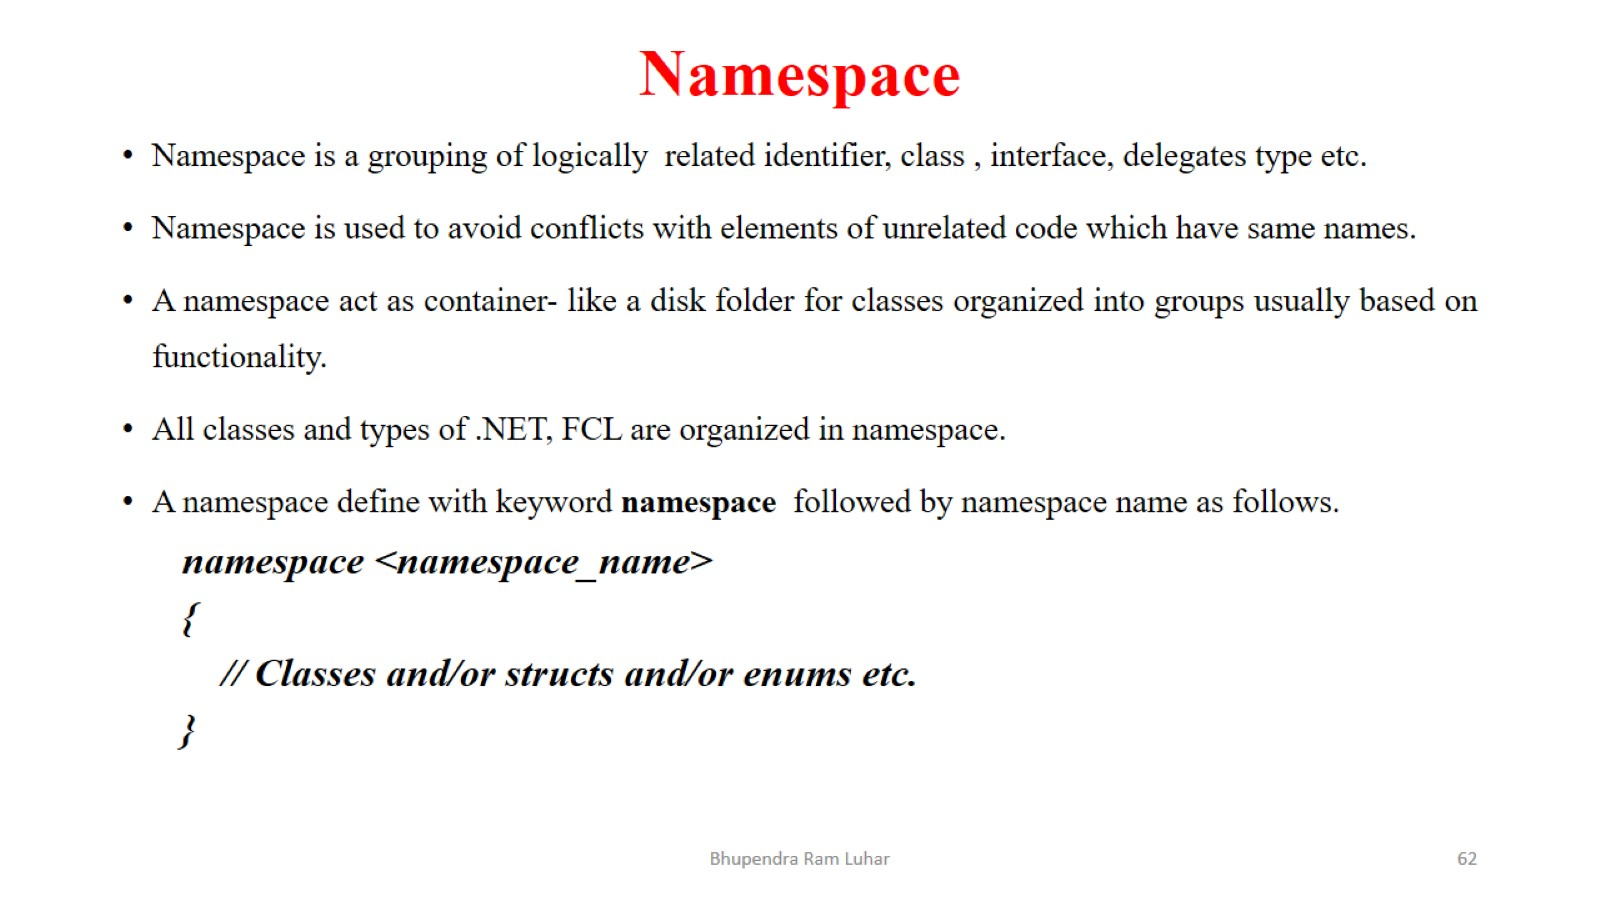 Namespace
• Namespace is a grouping of logically  related identifier, class , interface, delegates type etc.
• Namespace is used to avoid conflicts with elements of unrelated code which have same names.
• A namespace act as container- like a disk folder for classes organized into groups usually based on
functionality.
• All classes and types of .NET, FCL are organized in namespace.
• A namespace define with keyword namespace  followed by namespace name as follows.
namespace <namespace_name>
{
// Classes and/or structs and/or enums etc.
}
Bhupendra Ram Luhar
62